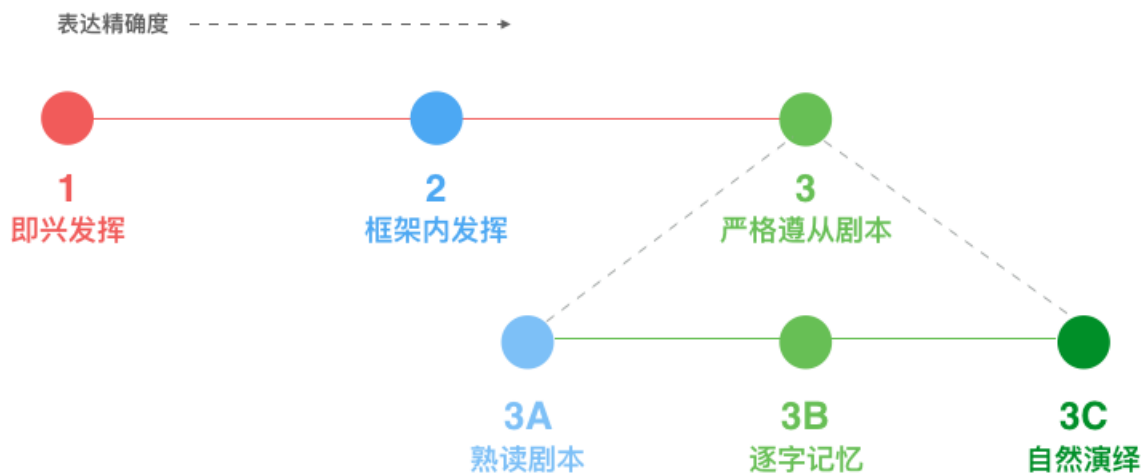 表达精确度
1
即兴发挥
2
框架内发挥
3
严格遵从剧本
3A
熟读剧本
3B
逐字记忆
3C
自然演绎